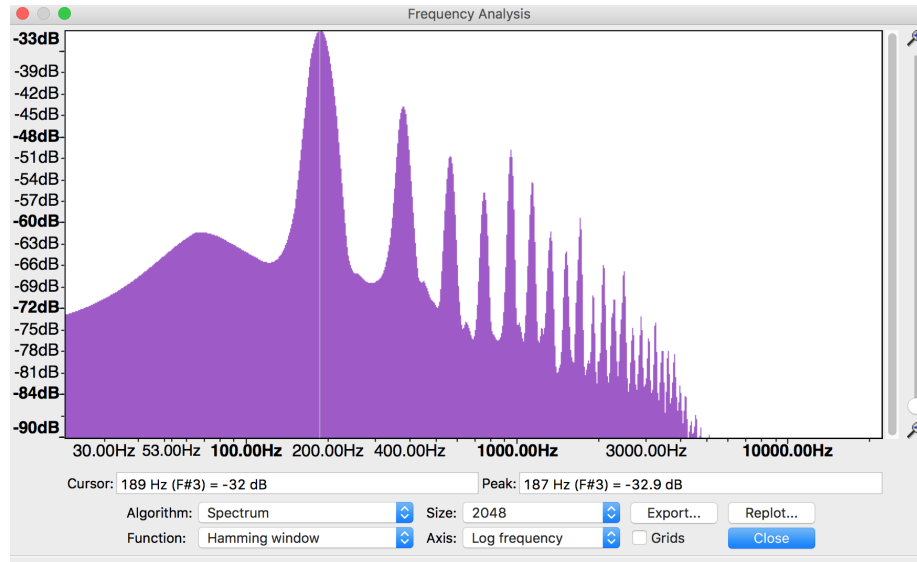 Frequency Analysis
-33dB
-39dB
-42dB
-45dB
-48dB
-51dB
-54dB
-57dB
-60dB
-63dB
-66dB
-69dB
-72dB
-75dB
-78dB
-81dB
-84dB
-90dB
30.00Hz 53.00Hz 100.00Hz 200.00Hz 400.00Hz 1000.00Hz 3000.00Hz 10000.00Hz
Cursor: 189 Hz (F#3) = -32 dB Peak: 187 Hz (F#3) = -32.9 dB
Algorithm: Spectrum Size: 2048 Export... Replot...
Function: Hamming window Axis: Log frequency Grids Close